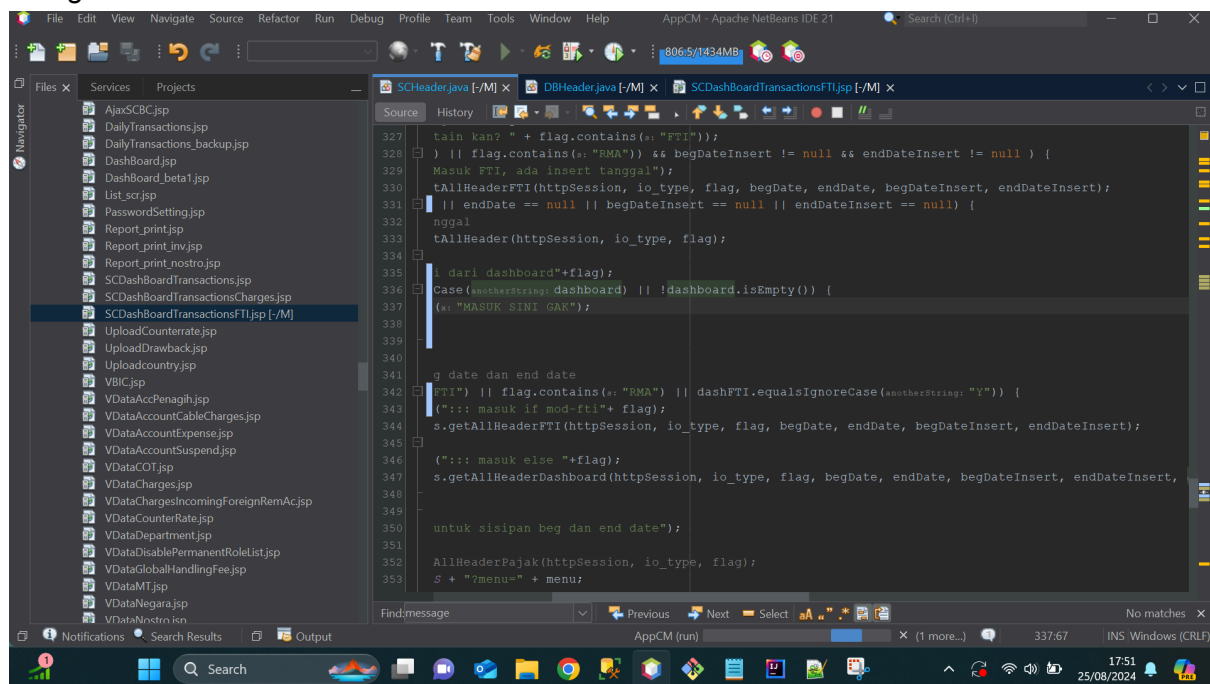 File Edit View Navigate Source Refactor Run Debug Profile Team Tools Window Help AppCM - Apache NetBeans IDE 21 Search (Ctrl+I)
806.5/1434MB
Files Services Projects
SCHeader.java [-/M] DBHeader.java [-/M] SCDashBoardTransactionsFTI.jsp [-/M]
Navigator
Source History
AjaxSCBC.jsp
DailyTransactions.jsp
DailyTransactions_backup.jsp
DashBoard.jsp
DashBoard_beta1.jsp
List_scr.jsp
PasswordSetting.jsp
Report_print.jsp
Report_print_inv.jsp
Report_print_nostro.jsp
SCDashBoardTransactions.jsp
SCDashBoardTransactionsCharges.jsp
SCDashBoardTransactionsFTI.jsp [-/M]
UploadCounterrate.jsp
UploadDrawback.jsp
Uploadcountry.jsp
VBIC.jsp
VDataAccPenagih.jsp
VDataAccountCableCharges.jsp
VDataAccountExpense.jsp
VDataAccountSuspend.jsp
VDataCOT.jsp
VDataCharges.jsp
VDataChargesIncomingForeignRemAc.jsp
VDataCounterRate.jsp
VDataDepartment.jsp
VDataDisablePermanentRoleList.jsp
VDataGlobalHandlingFee.jsp
VDataMT.jsp
VDataNegara.jsp
VDataNostro.jsp
327 tain kan? " + flag.contains(s: "FTI"));
328 ) || flag.contains(s: "RMA")) && begDateInsert != null && endDateInsert != null ) {
329 Masuk FTI, ada insert tanggal");
330 tAllHeaderFTI(httpSession, io_type, flag, begDate, endDate, begDateInsert, endDateInsert);
331 || endDate == null || begDateInsert == null || endDateInsert == null) {
332 nggal
333 tAllHeader(httpSession, io_type, flag);
334
335 i dari dashboard"+flag);
336 Case(anotherString: dashboard) || !dashboard.isEmpty()) {
337 (x: "MASUK SINI GAK");
338
339
340
341 g date dan end date
342 FTI") || flag.contains(s: "RMA") || dashFTI.equalsIgnoreCase(anotherString: "Y")) {
343 ("::: masuk if mod-fti"+ flag);
344 s.getAllHeaderFTI(httpSession, io_type, flag, begDate, endDate, begDateInsert, endDateInsert);
345
346 ("::: masuk else "+flag);
347 s.getAllHeaderDashboard(httpSession, io_type, flag, begDate, endDate, begDateInsert, endDateInsert,
348
349
350 untuk sisipan beg dan end date");
351
352 AllHeaderPajak(httpSession, io_type, flag);
353 S + "?menu=" + menu;
Find: message Previous Next Select aA No matches
Notifications Search Results Output AppCM (run) (1 more...) 337:67 INS Windows (CRLF)
1 Search 17:51
25/08/2024
PRE